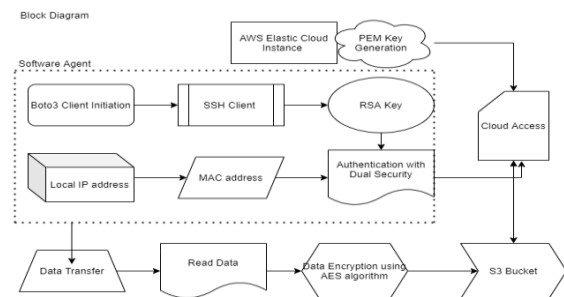 Block Diagram
AWS Elastic Cloud
Instance
PEM Key
Generation
Software Agent
Boto3 Client Initiation
SSH Client
RSA Key
Cloud Access
Local IP address
MAC address
Authentication with
Dual Security
Data Transfer
Read Data
Data Encryption using
AES algorithm
S3 Bucket